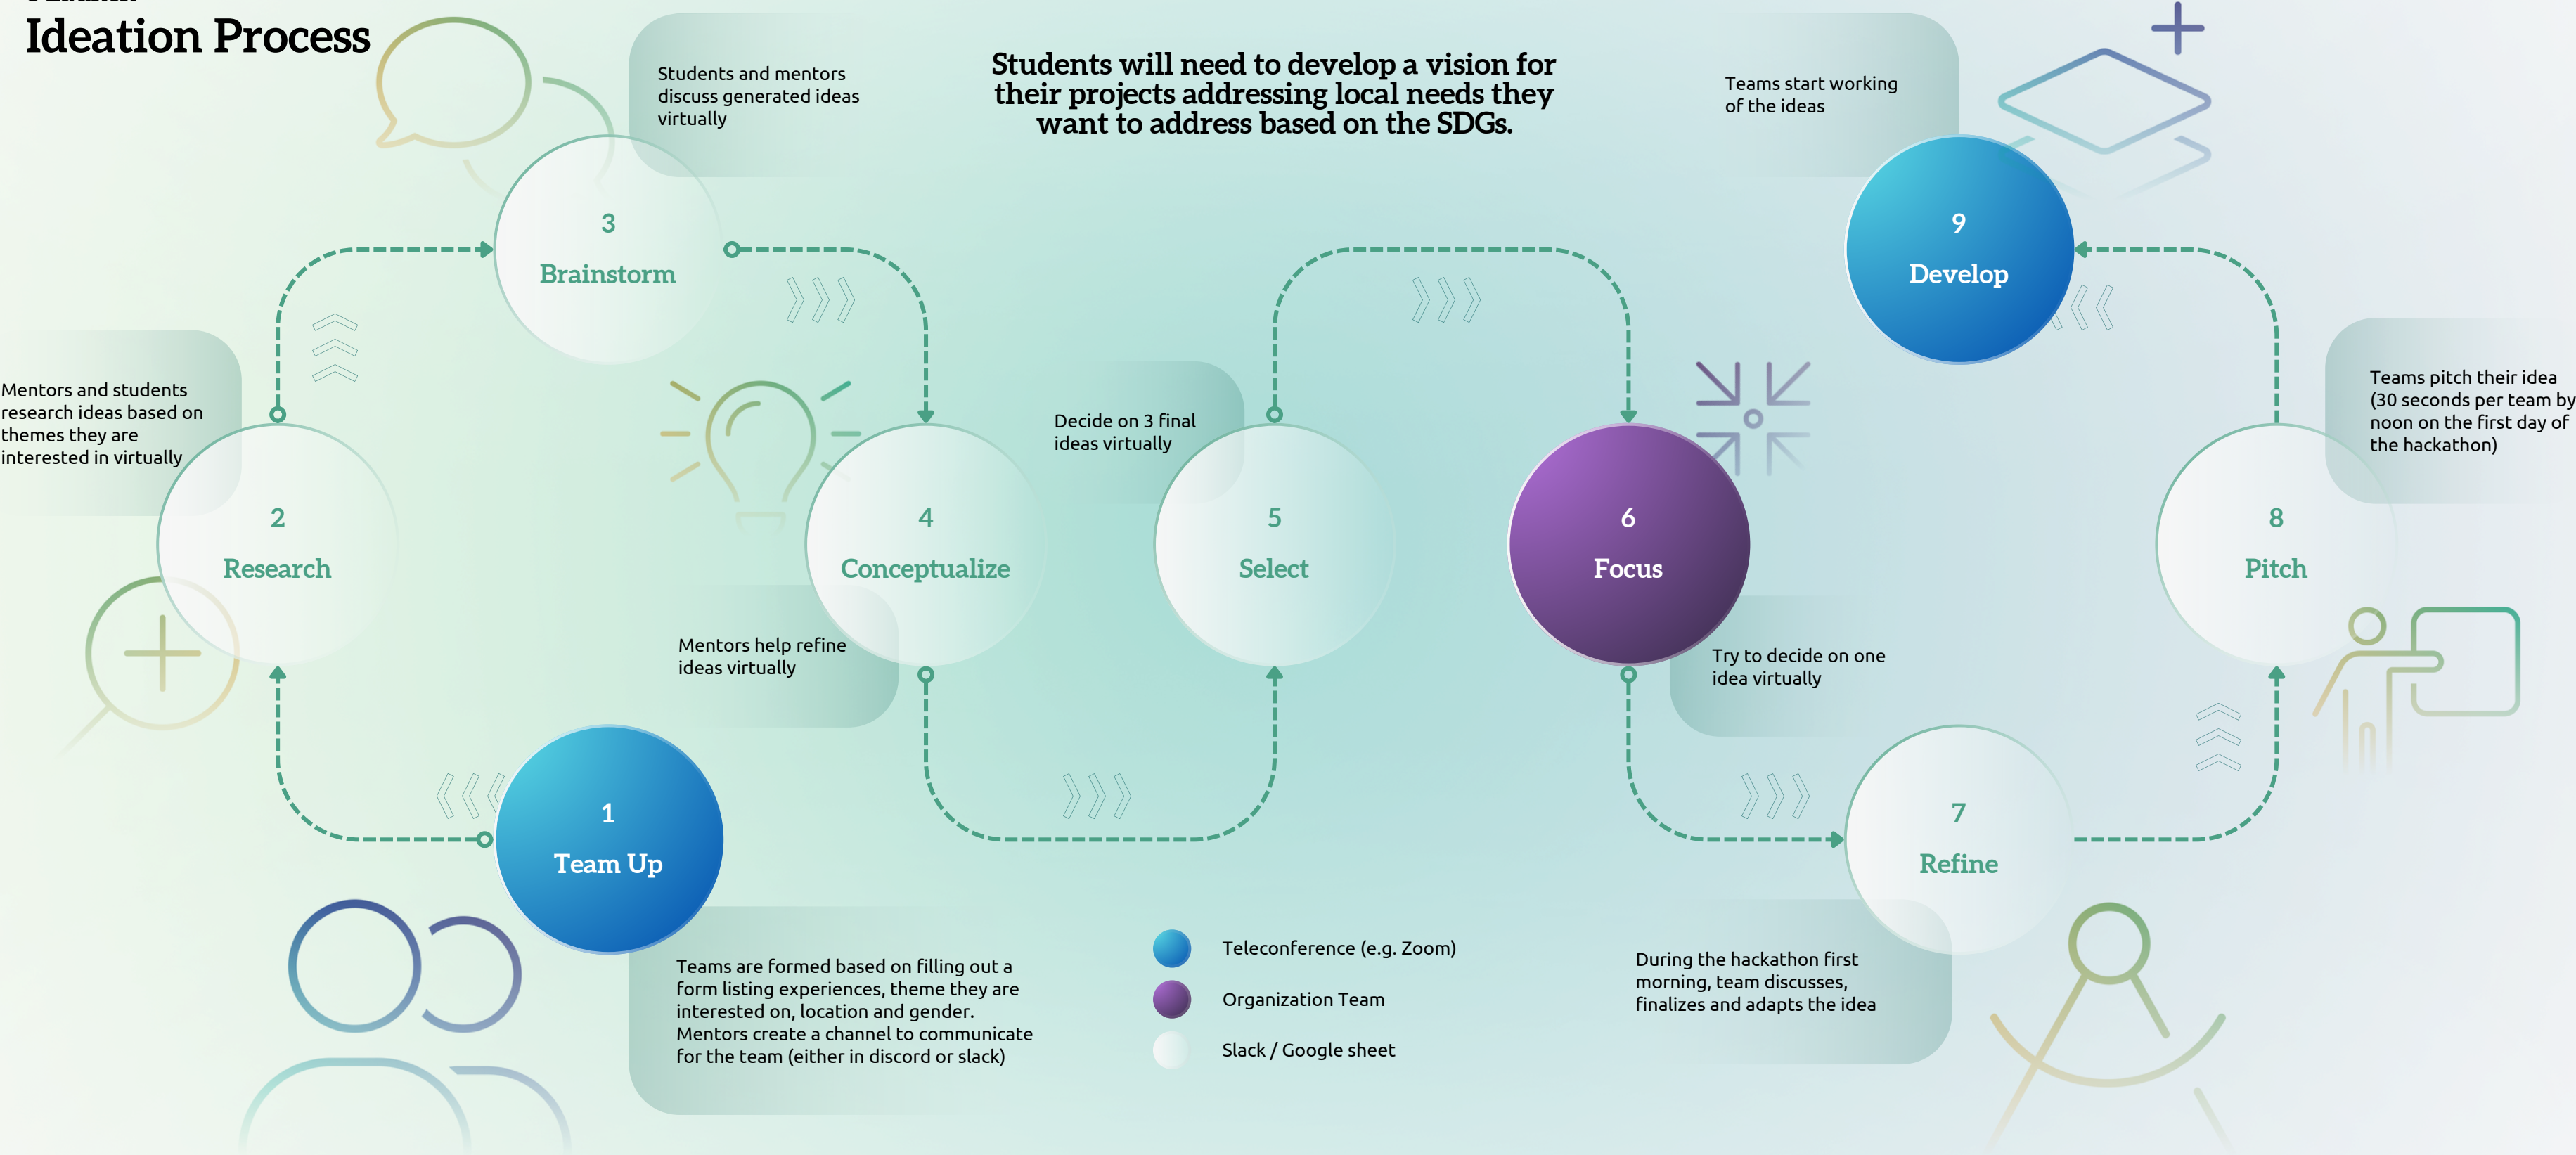 Ideation Process
Students and mentors
discuss generated ideas
virtually
Students will need to develop a vision for
their projects addressing local needs they
want to address based on the SDGs.
Teams start working
of the ideas
3
Brainstorm
9
Develop
Mentors and students
research ideas based on
themes they are
interested in virtually
Decide on 3 final
ideas virtually
Teams pitch their idea
(30 seconds per team by
noon on the first day of
the hackathon)
2
Research
4
Conceptualize
5
Select
6
Focus
8
Pitch
Mentors help refine
ideas virtually
Try to decide on one
idea virtually
1
Team Up
7
Refine
Teams are formed based on filling out a
form listing experiences, theme they are
interested on, location and gender.
Mentors create a channel to communicate
for the team (either in discord or slack)
Teleconference (e.g. Zoom)
Organization Team
Slack / Google sheet
During the hackathon first
morning, team discusses,
finalizes and adapts the idea